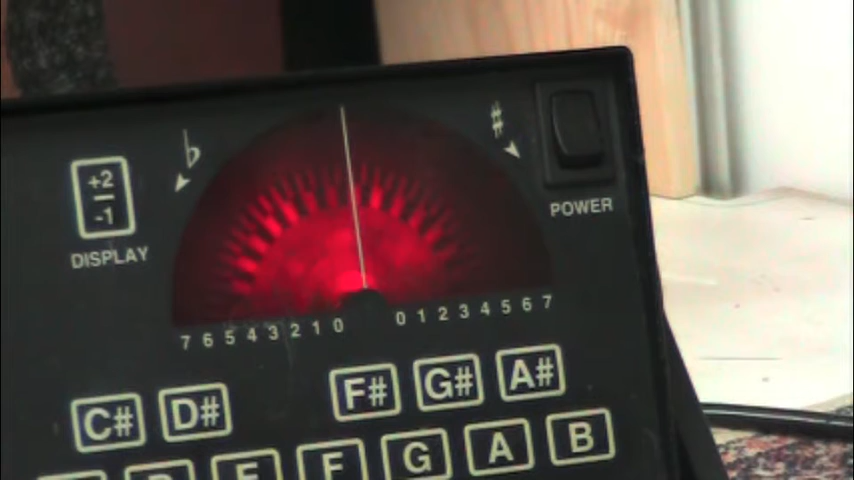 ♭
♯
+2
-1
DISPLAY
POWER
7 6 5 4 3 2 1 0 0 1 2 3 4 5 6 7
C# D# F# G# A#
D E F G A B